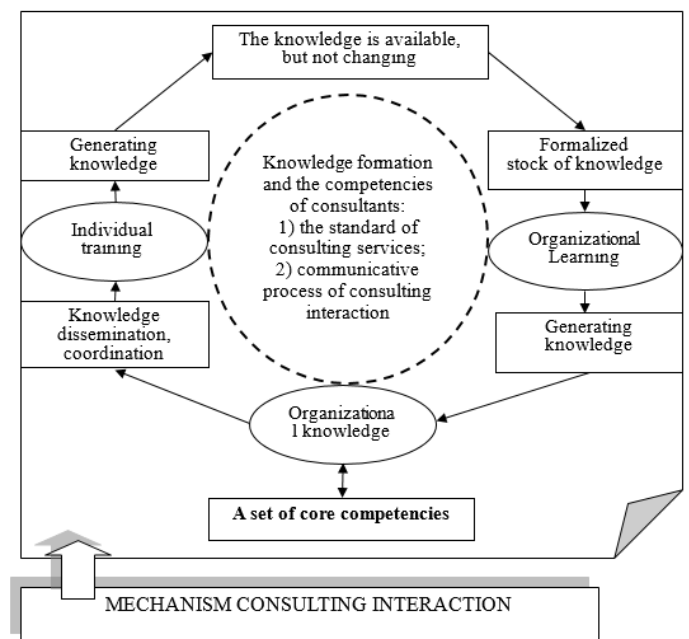 The knowledge is available,
but not changing
Generating
knowledge
Formalized
stock of knowledge
Knowledge formation
and the competencies
of consultants:
1) the standard of
consulting services;
2) communicative
process of consulting
interaction
Individual
training
Organizational
Learning
Knowledge
dissemination,
coordination
Generating
knowledge
Organizationa
l knowledge
A set of core competencies
MECHANISM CONSULTING INTERACTION